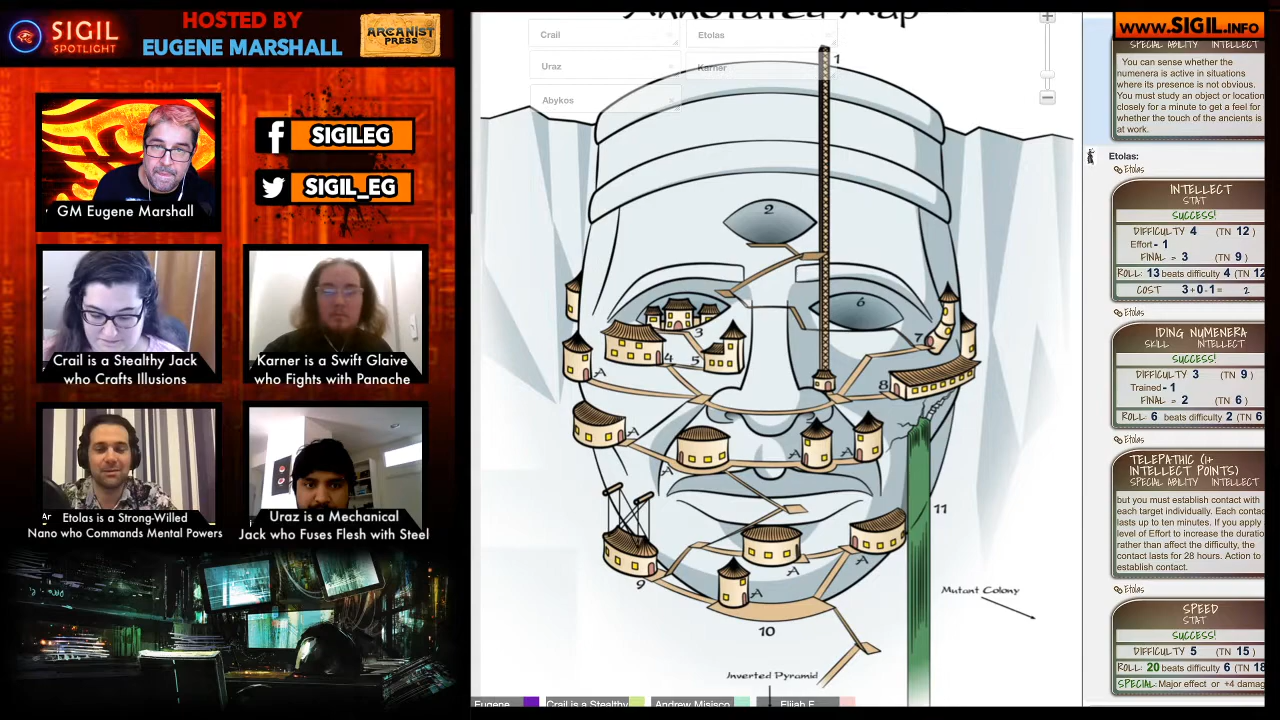 SIGIL
SPOTLIGHT
HOSTED BY
EUGENE MARSHALL
ARCANIST
PRESS
GM Eugene Marshall
SIGILEG
SIGIL_EG
Crail is a Stealthy Jack
who Crafts Illusions
Karner is a Swift Glaive
who Fights with Panache
Ar
Etolas is a Strong-Willed
Nano who Commands Mental Powers
Uraz is a Mechanical
Jack who Fuses Flesh with Steel
Annotated Map
Crail
Etolas
Uraz
Karner
Abykos
1
2
3
6
4
5
7
A
8
A
A
A
A
11
9
A
A
A
10
Mutant Colony
Inverted Pyramid
Eugene
Crail is a Stealthy
Andrew Misisco
Elijah F
www.SIGIL.INFO
SPECIAL ABILITY INTELLECT
You can sense whether the
numenera is active in situations
where its presence is not obvious.
You must study an object or location
closely for a minute to get a feel for
whether the touch of the ancients is
at work.
Etolas:
Etolas
INTELLECT
STAT
SUCCESS!
DIFFICULTY 4 (TN 12)
Effort - 1
FINAL = 3 (TN 9)
ROLL: 13 beats difficulty 4 (TN 12
COST 3+0-1= 2
Etolas
IDING NUMENERA
SKILL INTELLECT
SUCCESS!
DIFFICULTY 3 (TN 9)
Trained - 1
FINAL = 2 (TN 6)
ROLL: 6 beats difficulty 2 (TN 6
Etolas
TELEPATHIC (1+
INTELLECT POINTS)
SPECIAL ABILITY INTELLECT
but you must establish contact with
each target individually. Each contac
lasts up to ten minutes. If you apply
level of Effort to increase the duratio
rather than affect the difficulty, the
contact lasts for 28 hours. Action to
establish contact.
Etolas
SPEED
STAT
SUCCESS!
DIFFICULTY 5 (TN 15)
ROLL: 20 beats difficulty 6 (TN 18
SPECIAL: Major effect or +4 damag